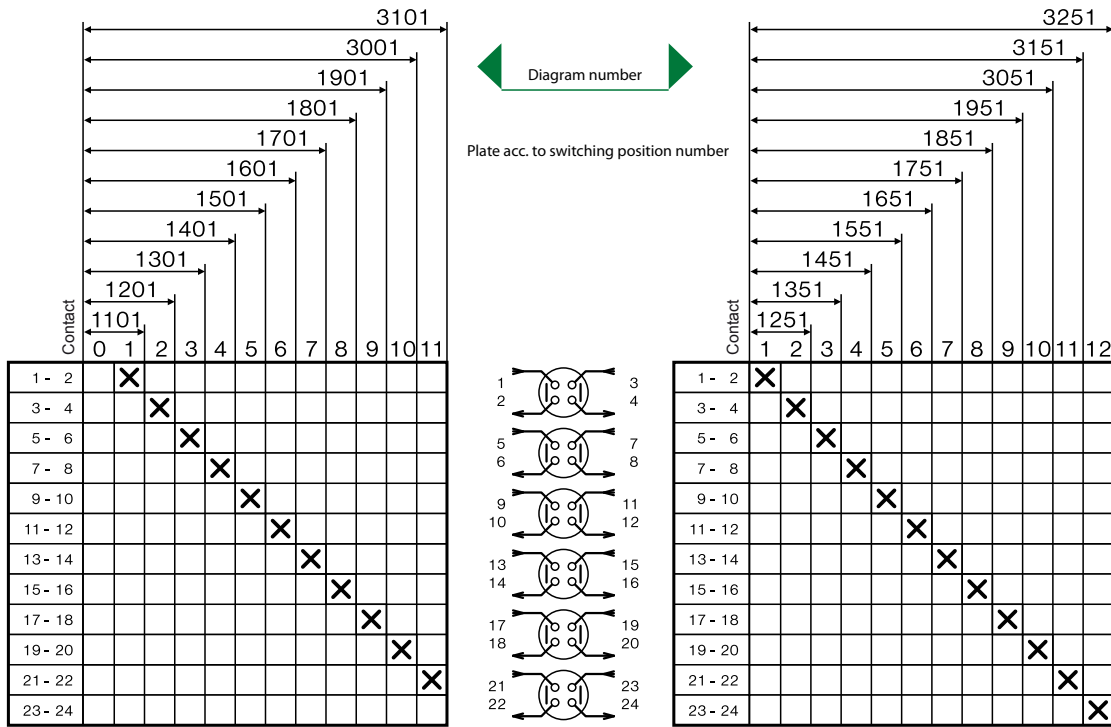 3101
3001
1901
1801
1701
1601
1501
1401
1301
1201
1101
Contact
0 1 2 3 4 5 6 7 8 9 10 11
1 - 2
3 - 4
5 - 6
7 - 8
9 - 10
11 - 12
13 - 14
15 - 16
17 - 18
19 - 20
21 - 22
23 - 24
Diagram number
Plate acc. to switching position number
1 3
2 4
5 7
6 8
9 11
10 12
13 15
14 16
17 19
18 20
21 23
22 24
3251
3151
3051
1951
1851
1751
1651
1551
1451
1351
1251
Contact
1 2 3 5 4 5 6 7 8 9 10 11 12
1 - 2
3 - 4
5 - 6
7 - 8
9 - 10
11 - 12
13 - 14
15 - 16
17 - 18
19 - 20
21 - 22
23 - 24